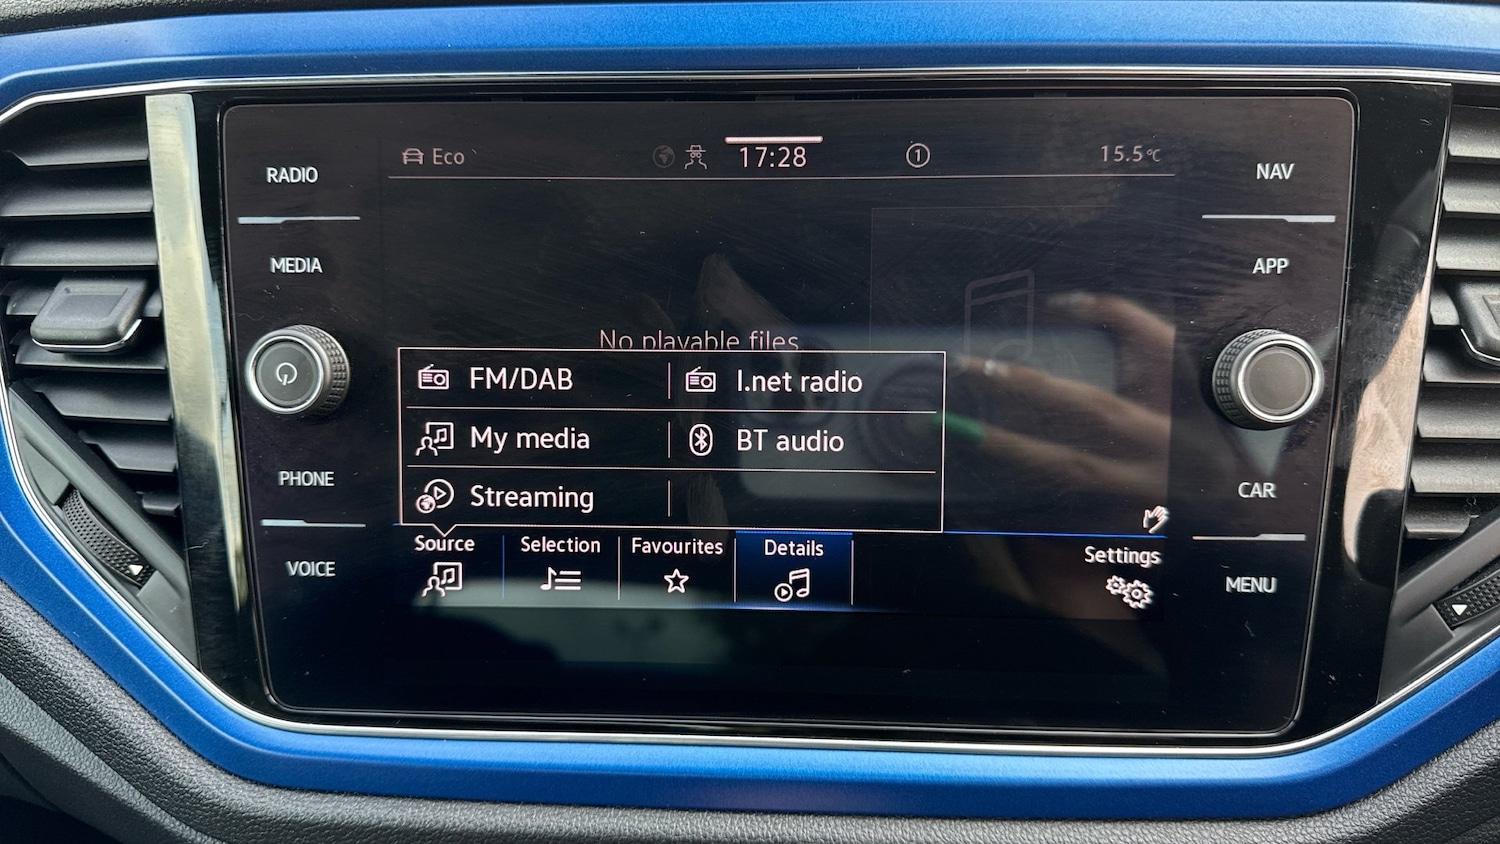 Eco 17:28 1 15.5°C
RADIO
MEDIA
PHONE
VOICE
NAV
APP
CAR
MENU
No playable files.
FM/DAB I.net radio
My media BT audio
Streaming
Source Selection Favourites Details Settings